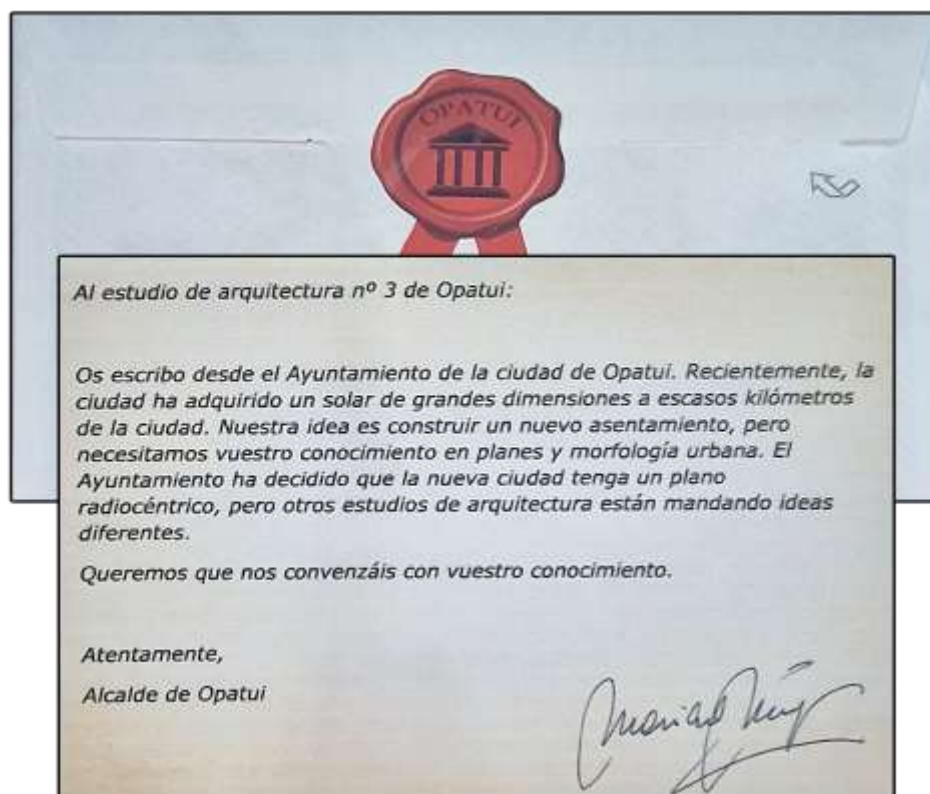 OPATUI
Al estudio de arquitectura nº 3 de Opatui:
Os escribo desde el Ayuntamiento de la ciudad de Opatui. Recientemente, la
ciudad ha adquirido un solar de grandes dimensiones a escasos kilómetros
de la ciudad. Nuestra idea es construir un nuevo asentamiento, pero
necesitamos vuestro conocimiento en planes y morfología urbana. El
Ayuntamiento ha decidido que la nueva ciudad tenga un plano
radiocéntrico, pero otros estudios de arquitectura están mandando ideas
diferentes.
Queremos que nos convenzáis con vuestro conocimiento.
Atentamente,
Alcalde de Opatui